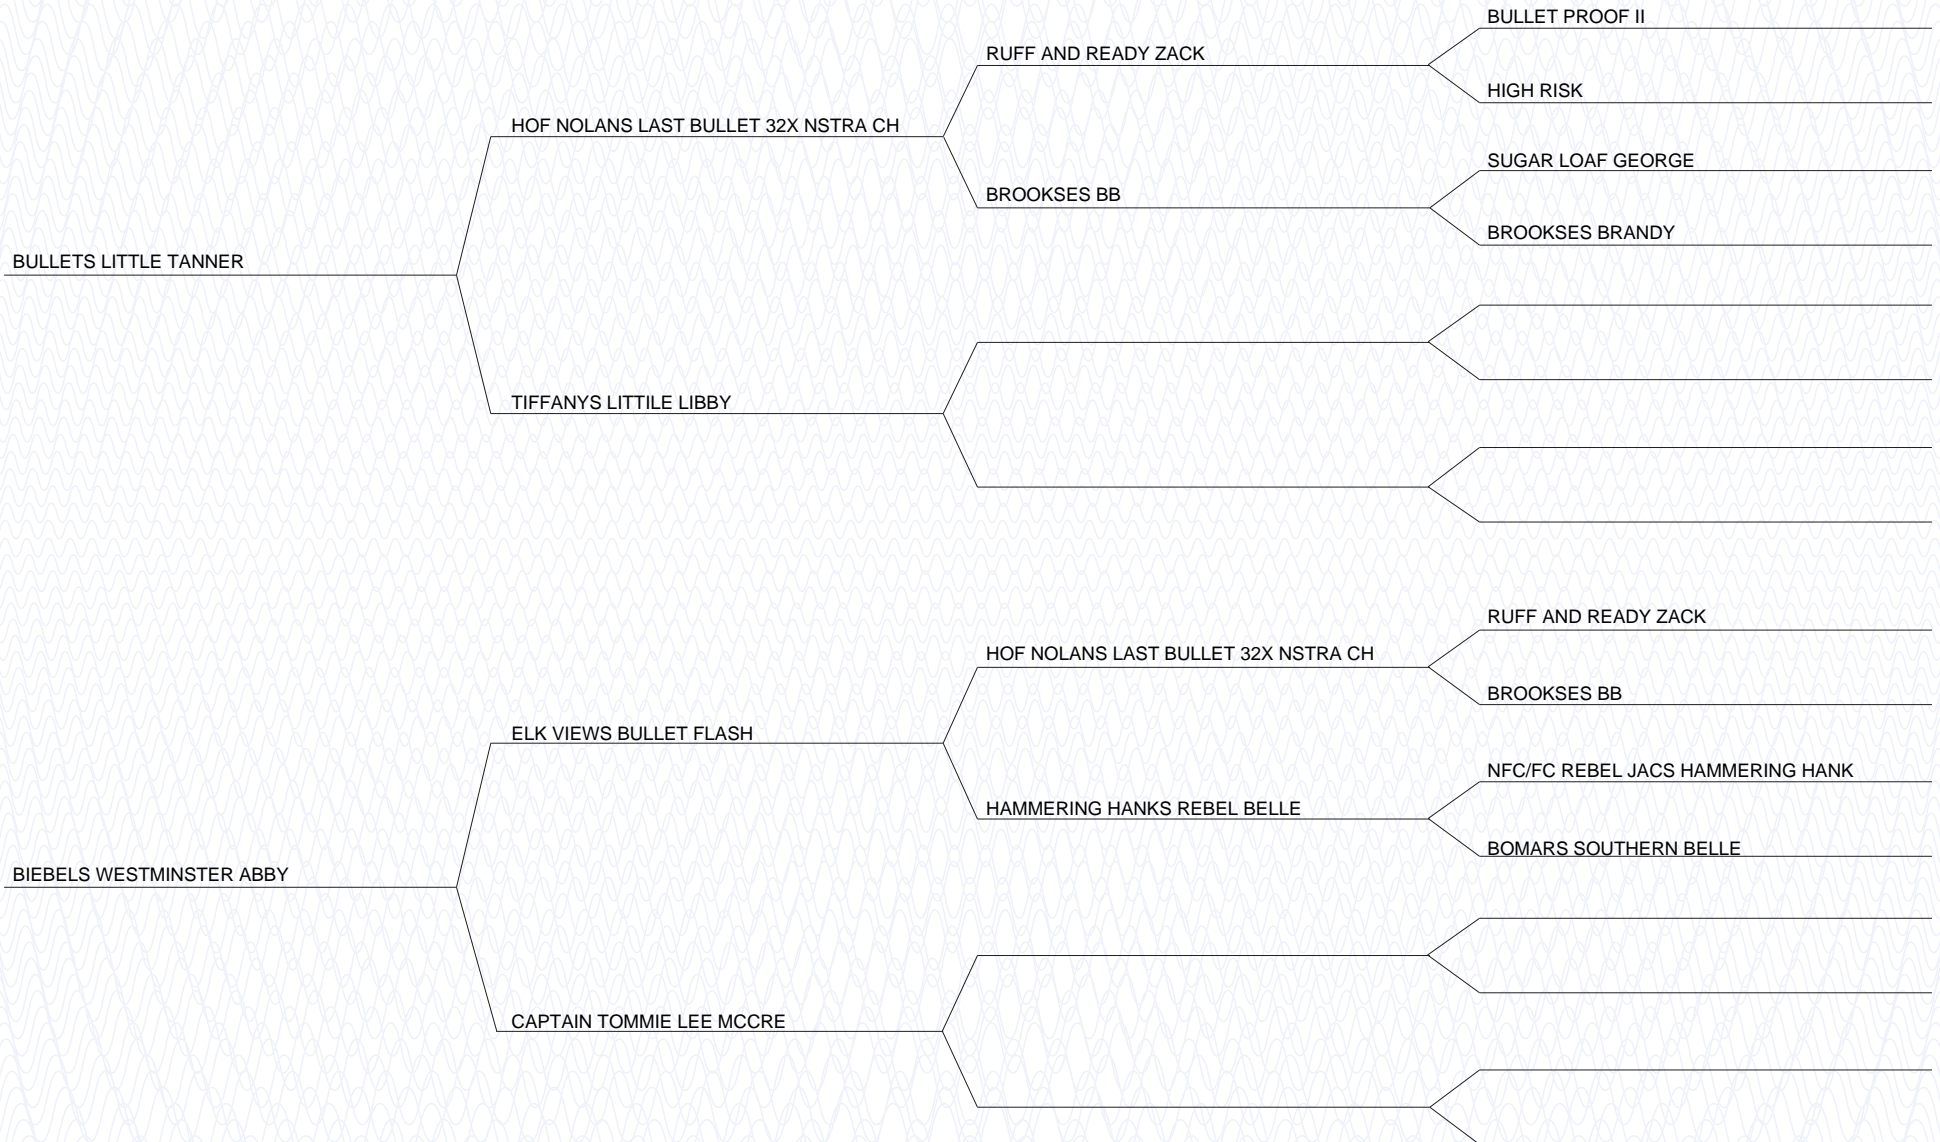 BULLET PROOF II
RUFF AND READY ZACK
HIGH RISK
HOF NOLANS LAST BULLET 32X NSTRA CH
SUGAR LOAF GEORGE
BROOKSES BB
BROOKSES BRANDY
BULLETS LITTLE TANNER
TIFFANYS LITTILE LIBBY
RUFF AND READY ZACK
HOF NOLANS LAST BULLET 32X NSTRA CH
BROOKSES BB
ELK VIEWS BULLET FLASH
NFC/FC REBEL JACS HAMMERING HANK
HAMMERING HANKS REBEL BELLE
BOMARS SOUTHERN BELLE
BIEBELS WESTMINSTER ABBY
CAPTAIN TOMMIE LEE MCCRE